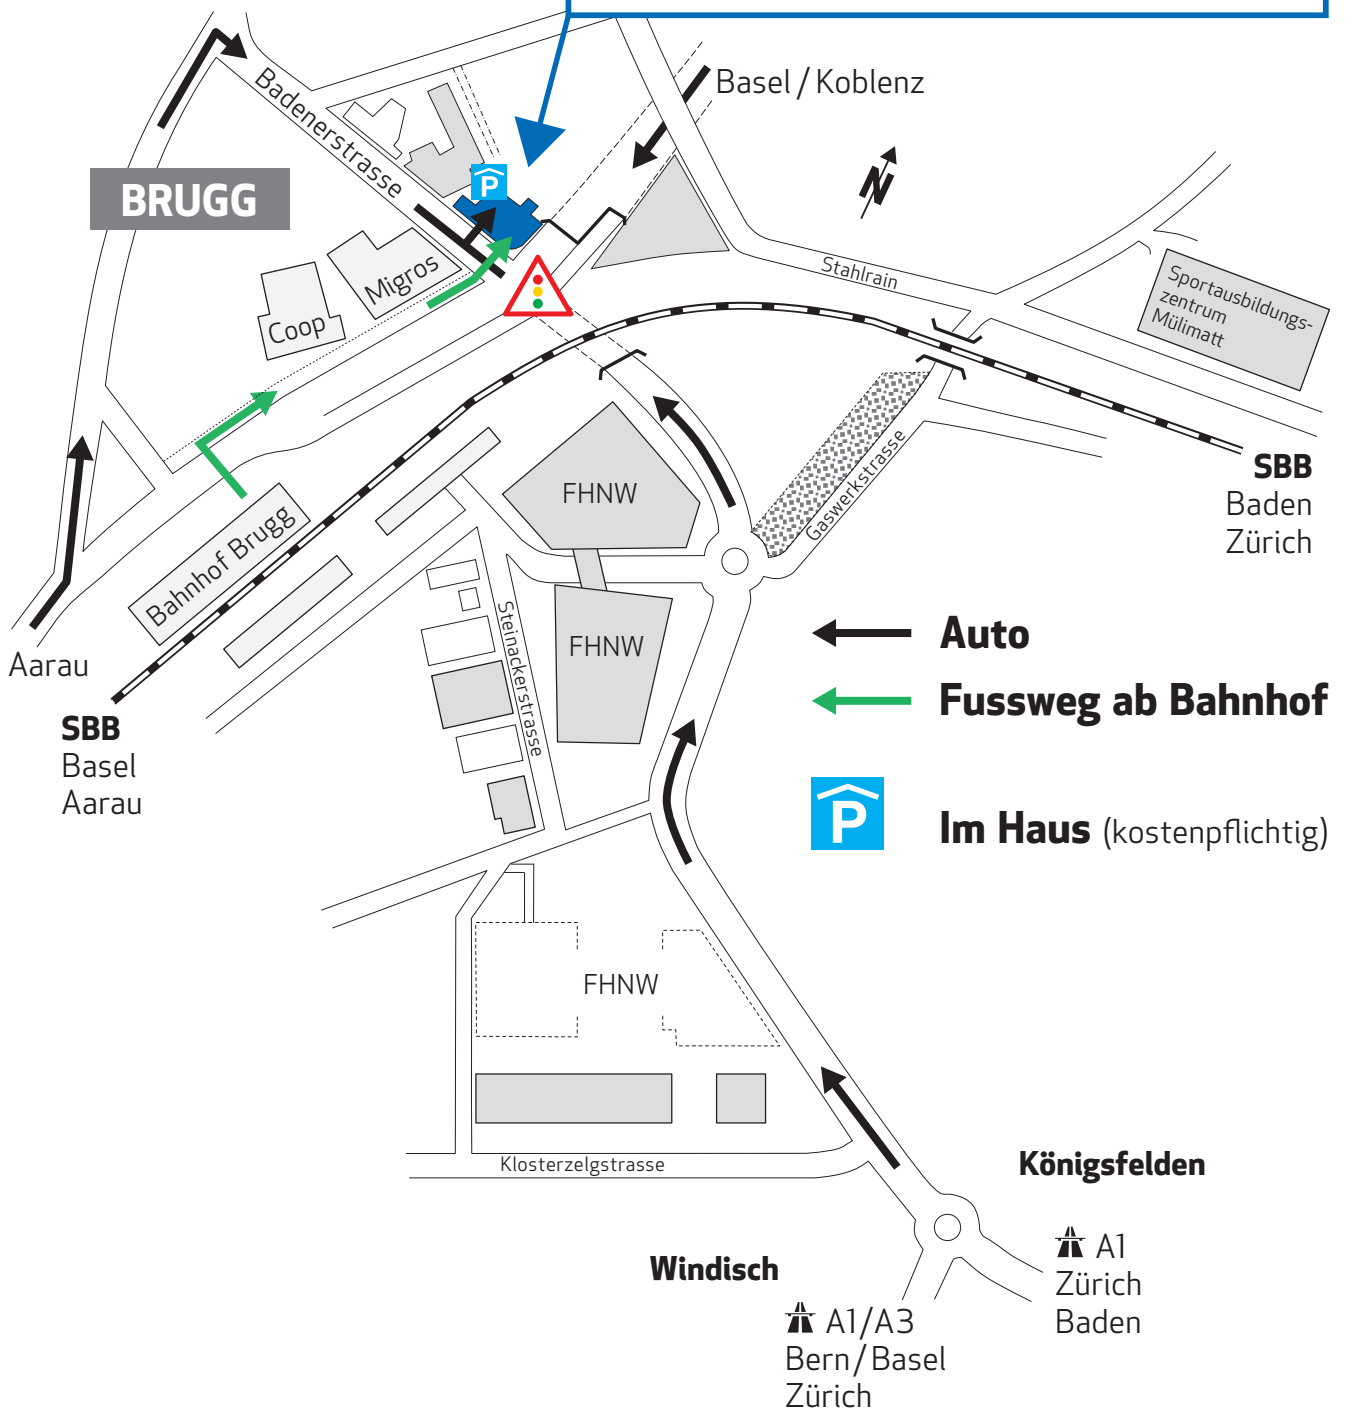 Basel / Koblenz
Badenerstrasse
P
BRUGG
N
Stahlrain
Migros
Coop
Sportausbildungs-
zentrum
Mülimatt
SBB
Baden
Zürich
Gaswerkstrasse
FHNW
Bahnhof Brugg
Steinackerstrasse
FHNW
Aarau
SBB
Basel
Aarau
Auto
Fussweg ab Bahnhof
P
Im Haus (kostenpflichtig)
FHNW
Klosterzelgstrasse
Königsfelden
A1
Zürich
Baden
Windisch
A1/A3
Bern/Basel
Zürich